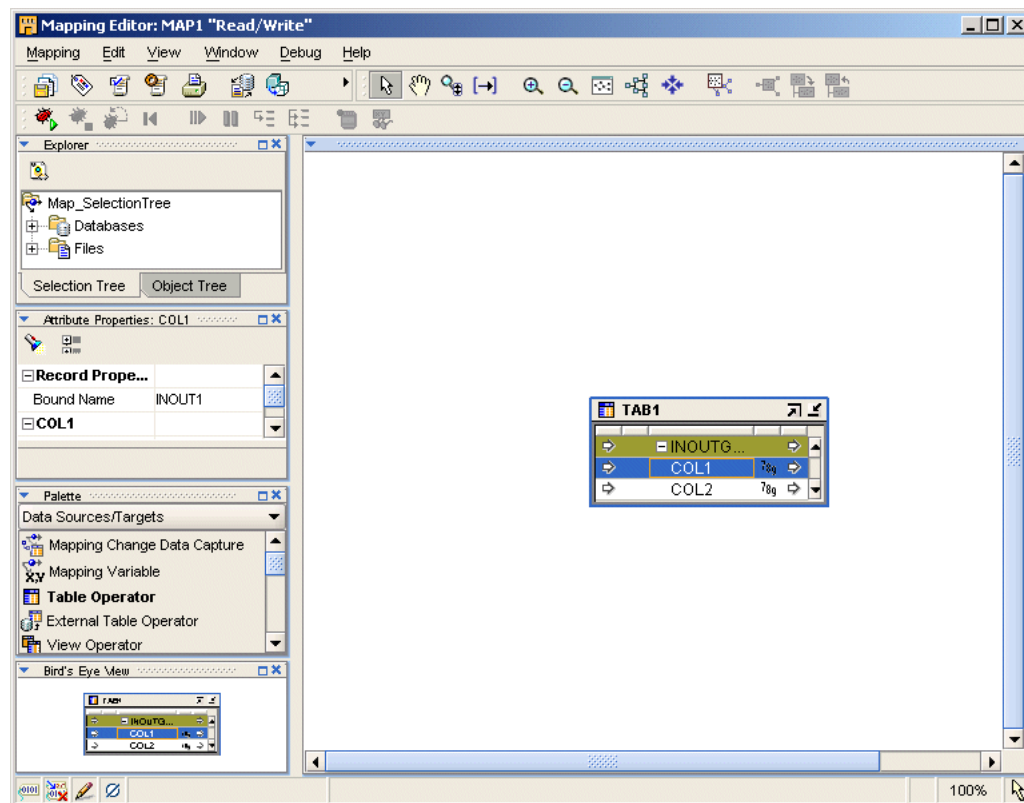 Mapping Editor: MAP1 "Read/Write"
Mapping Edit View Window Debug Help
Explorer
Map_SelectionTree
Databases
Files
Selection Tree Object Tree
Attribute Properties: COL1
Record Prope...
Bound Name INOUT1
COL1
Palette
Data Sources/Targets
Mapping Change Data Capture
Mapping Variable
Table Operator
External Table Operator
View Operator
Bird's Eye View
TAB1
INOUTG...
COL1
COL2
TAB1
INOUTG...
COL1 789
COL2 789
100%